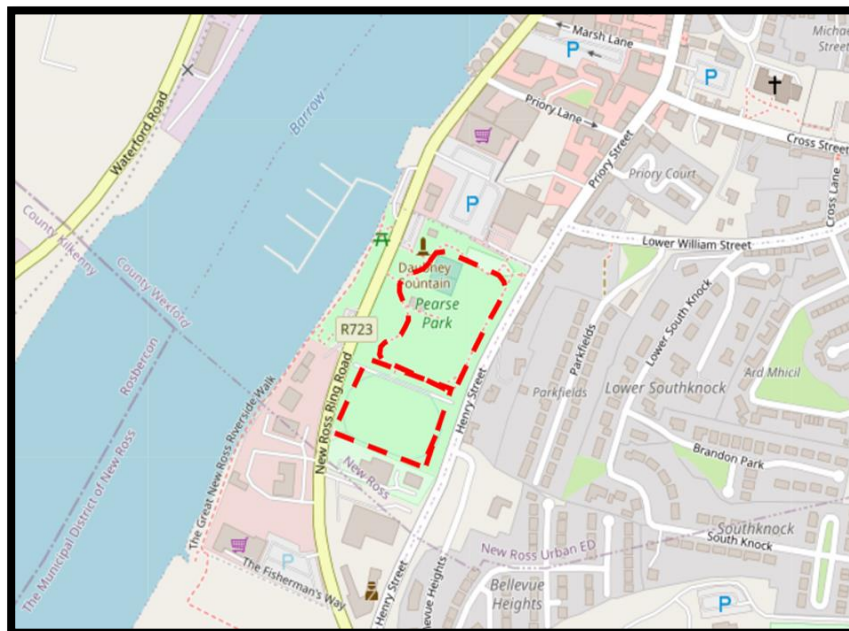 Marsh Lane
Michael
Street
P
P
Waterford Road
Barrow
Priory Lane
Cross Street
Priory Street
Priory Court
Cross Lane
P
County Kilkenny
County Wexford
Lower William Street
Dauoney
Fountain
Pearse
Park
R723
Rosbercon
Lower South Knock
Parkfields
Ard Mhicil
Parkfields
Lower Southknock
New Ross Ring Road
Henry Street
The Great New Ross Riverside Walk
Brandon Park
New Ross
The Municipal District of New Ross
Southknock
South Knock
New Ross Urban ED
P
The Fisherman's Way
Bellevue
Heights
Henry Street
evue Heights
P